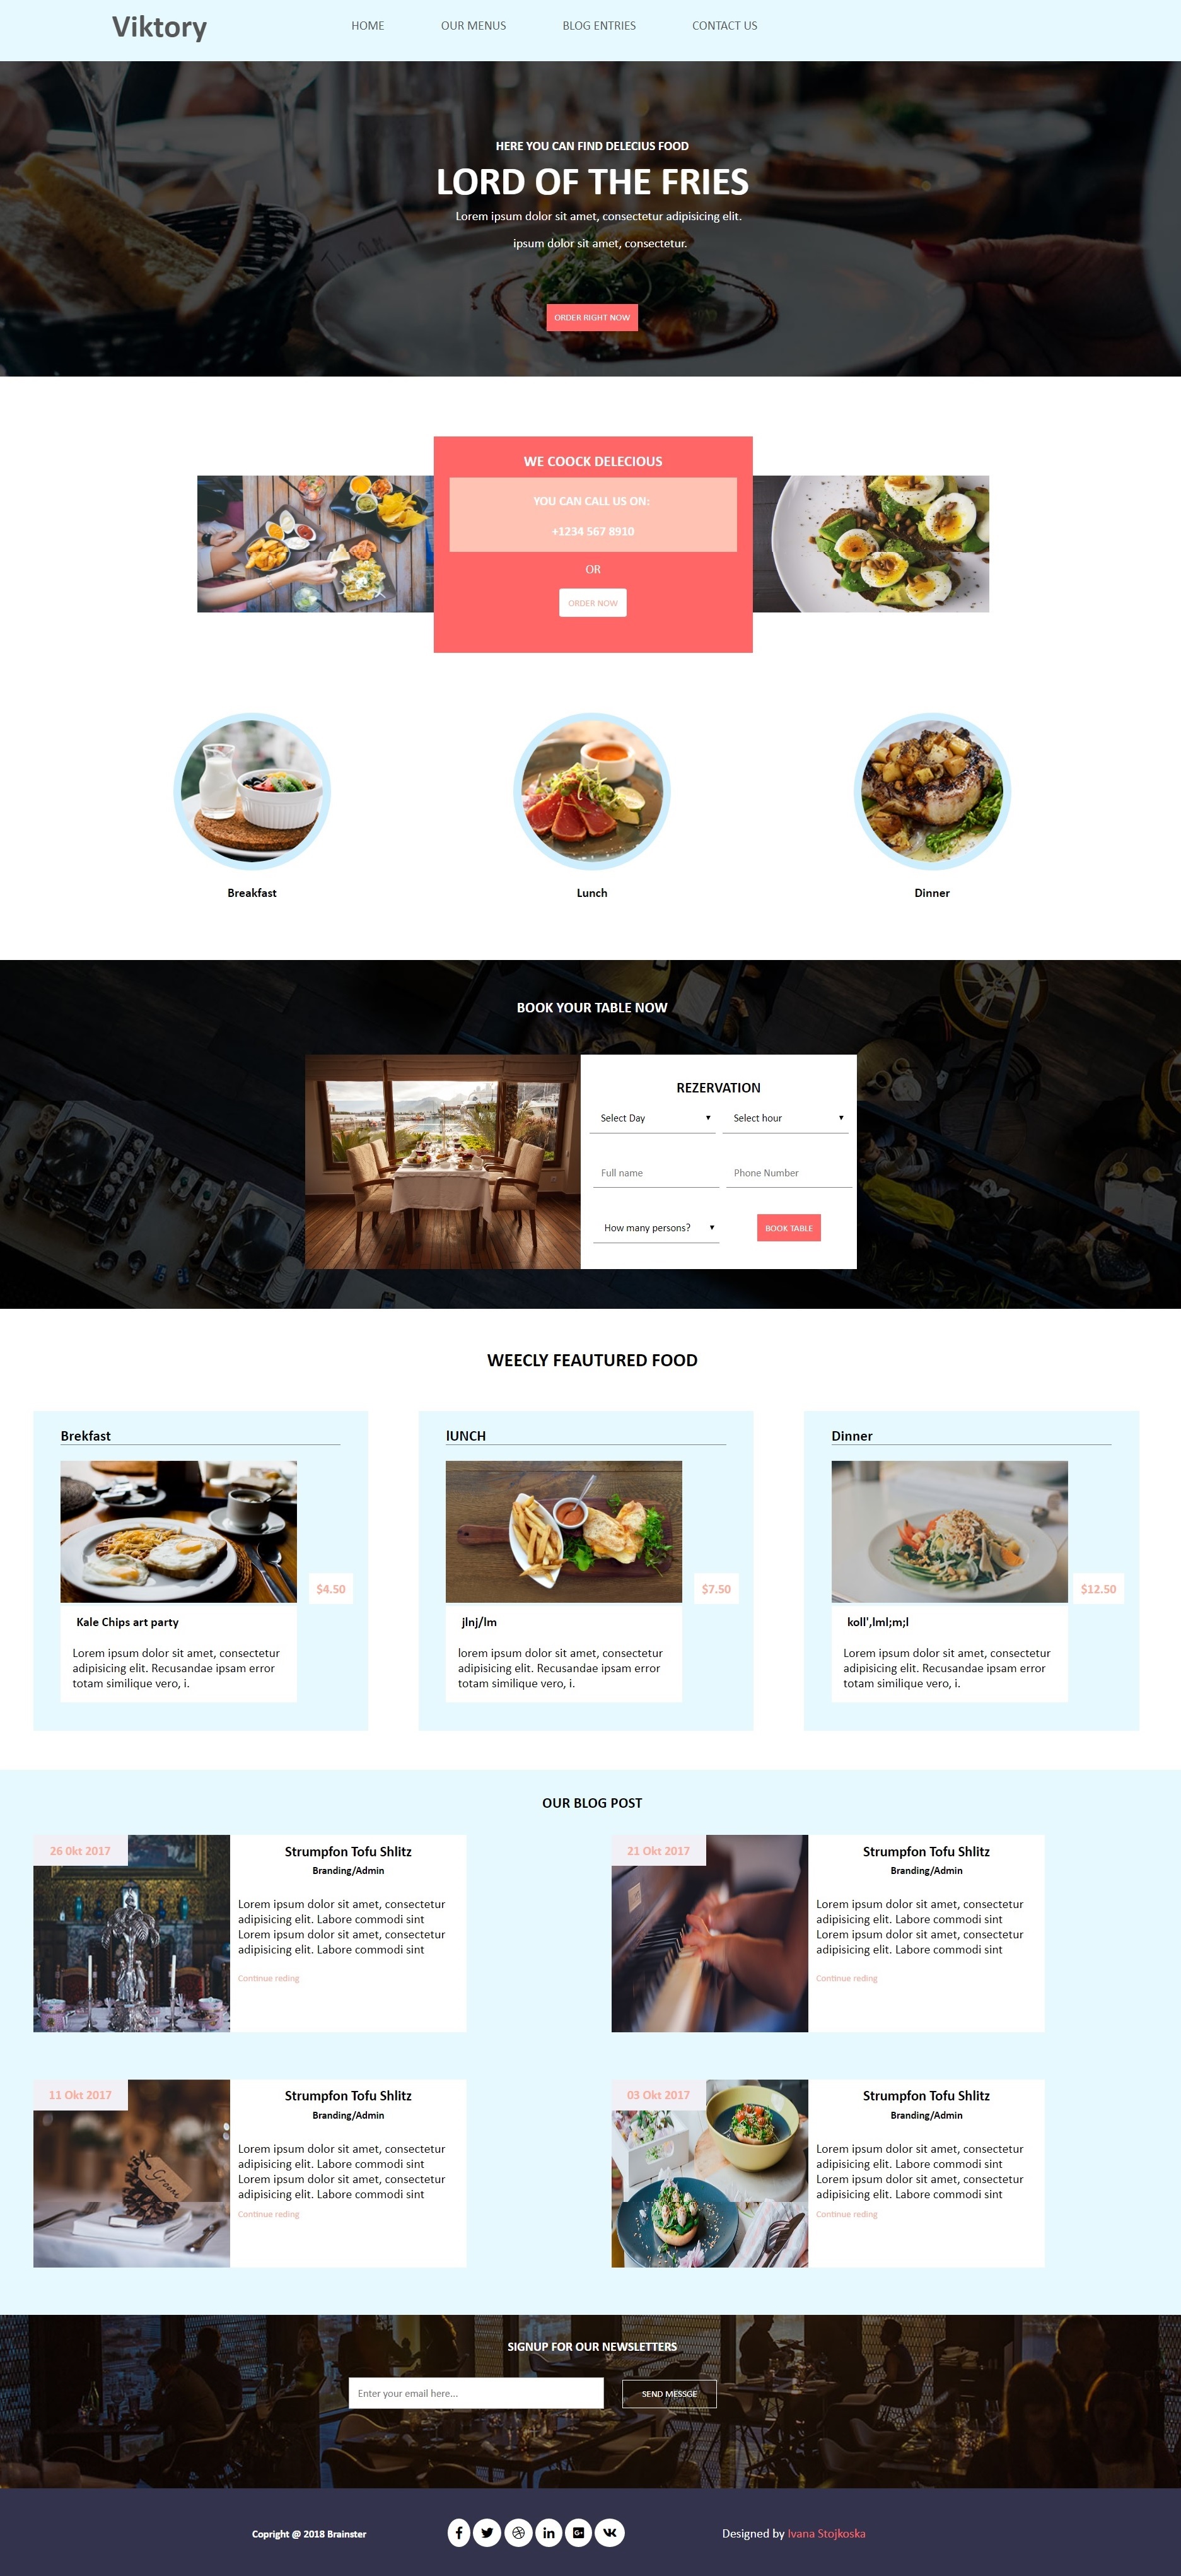 Viktory
HOME OUR MENUS BLOG ENTRIES CONTACT US
HERE YOU CAN FIND DELECIUS FOOD
LORD OF THE FRIES
Lorem ipsum dolor sit amet, consectetur adipisicing elit.
ipsum dolor sit amet, consectetur.
ORDER RIGHT NOW
WE COOCK DELECIOUS
YOU CAN CALL US ON:
+1234 567 8910
OR
ORDER NOW
Breakfast
Lunch
Dinner
BOOK YOUR TABLE NOW
REZERVATION
Select Day
Select hour
Full name
Phone Number
How many persons?
BOOK TABLE
WEECLY FEAUTURED FOOD
Brekfast
$4.50
Kale Chips art party
Lorem ipsum dolor sit amet, consectetur
adipisicing elit. Recusandae ipsam error
totam similique vero, i.
lUNCH
$7.50
jlnj/lm
lorem ipsum dolor sit amet, consectetur
adipisicing elit. Recusandae ipsam error
totam similique vero, i.
Dinner
$12.50
koll',lml;m;l
Lorem ipsum dolor sit amet, consectetur
adipisicing elit. Recusandae ipsam error
totam similique vero, i.
OUR BLOG POST
26 0kt 2017
Strumpfon Tofu Shlitz
Branding/Admin
Lorem ipsum dolor sit amet, consectetur
adipisicing elit. Labore commodi sint
Lorem ipsum dolor sit amet, consectetur
adipisicing elit. Labore commodi sint
Continue reding
21 Okt 2017
Strumpfon Tofu Shlitz
Branding/Admin
Lorem ipsum dolor sit amet, consectetur
adipisicing elit. Labore commodi sint
Lorem ipsum dolor sit amet, consectetur
adipisicing elit. Labore commodi sint
Continue reding
11 Okt 2017
Groom
Strumpfon Tofu Shlitz
Branding/Admin
Lorem ipsum dolor sit amet, consectetur
adipisicing elit. Labore commodi sint
Lorem ipsum dolor sit amet, consectetur
adipisicing elit. Labore commodi sint
Continue reding
03 Okt 2017
Strumpfon Tofu Shlitz
Branding/Admin
Lorem ipsum dolor sit amet, consectetur
adipisicing elit. Labore commodi sint
Lorem ipsum dolor sit amet, consectetur
adipisicing elit. Labore commodi sint
Continue reding
SIGNUP FOR OUR NEWSLETTERS
Enter your email here...
SEND MESSGE
Copright @ 2018 Brainster
Designed by Ivana Stojkoska